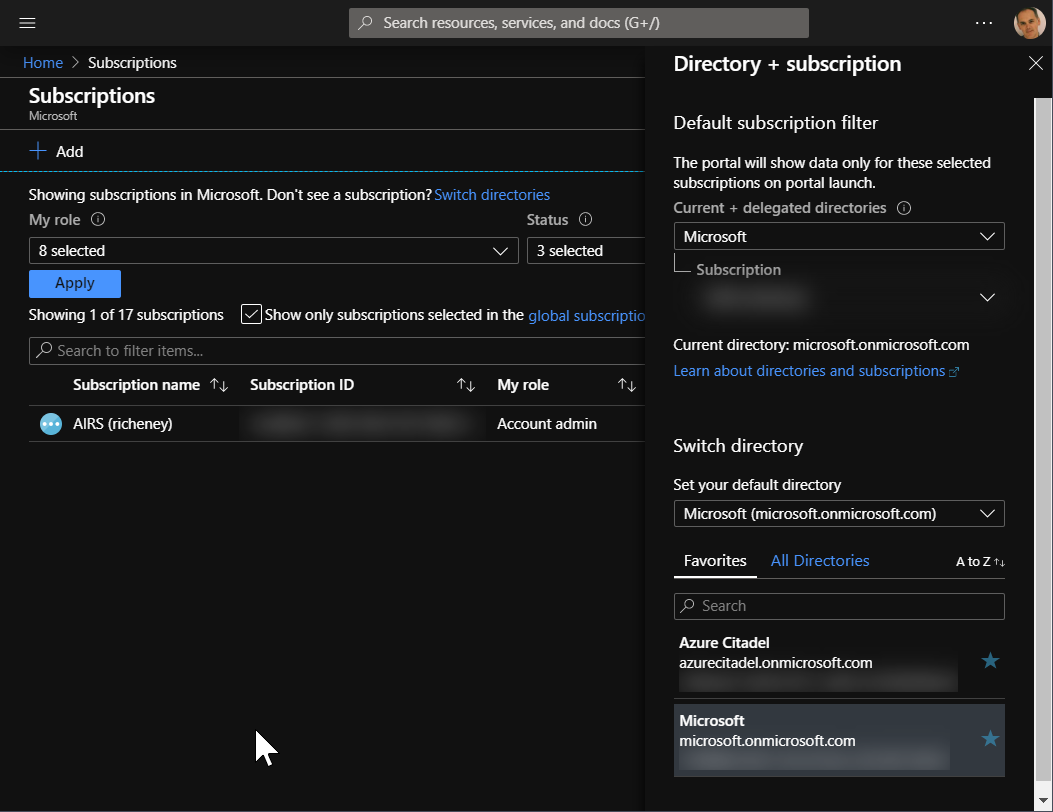 Search resources, services, and docs (G+/)
...
Home > Subscriptions
Subscriptions
Microsoft
+ Add
Showing subscriptions in Microsoft. Don't see a subscription? Switch directories
My role
Status
8 selected
3 selected
Apply
Showing 1 of 17 subscriptions
Show only subscriptions selected in the global subscriptio
Search to filter items...
Subscription name
Subscription ID
My role
AIRS (richeney)
Account admin
Directory + subscription
Default subscription filter
The portal will show data only for these selected
subscriptions on portal launch.
Current + delegated directories
Microsoft
Subscription
Current directory: microsoft.onmicrosoft.com
Learn about directories and subscriptions
Switch directory
Set your default directory
Microsoft (microsoft.onmicrosoft.com)
Favorites
All Directories
A to Z
Search
Azure Citadel
azurecitadel.onmicrosoft.com
Microsoft
microsoft.onmicrosoft.com